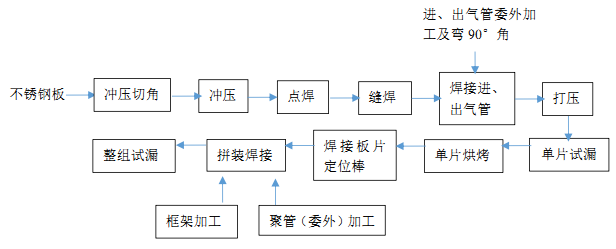 进、出气管委外加
工及弯90°角
不锈钢板
冲压切角
冲压
点焊
缝焊
焊接进、
出气管
打压
整组试漏
拼装焊接
焊接板片
定位棒
单片烘烤
单片试漏
框架加工
聚管（委外）加工